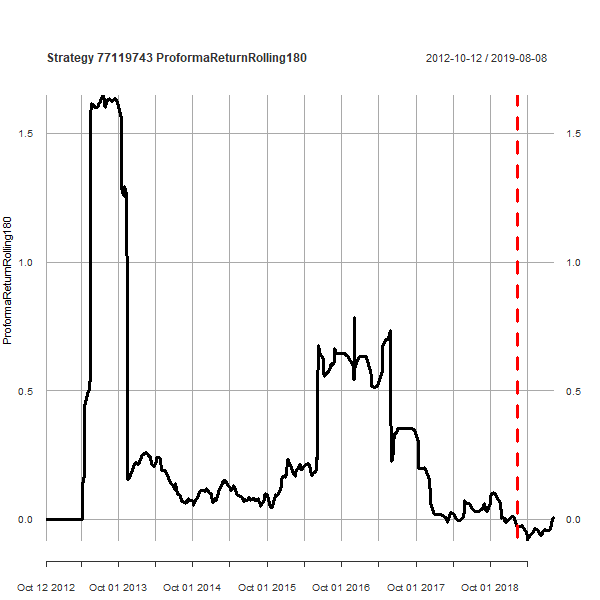 Strategy 77119743 ProformaReturnRolling180
2012-10-12 / 2019-08-08
ProformaReturnRolling180
1.5
1.5
1.0
1.0
0.5
0.5
0.0
0.0
Oct 12 2012
Oct 01 2013
Oct 01 2014
Oct 01 2015
Oct 01 2016
Oct 01 2017
Oct 01 2018